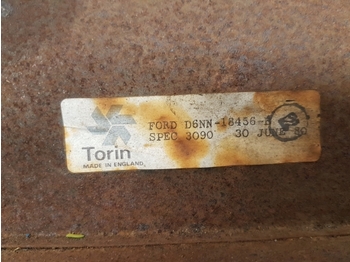 Torin
MADE IN ENGLAND.
FORD D6NN-18456-B
SPEC 3090 30 JUNE 80